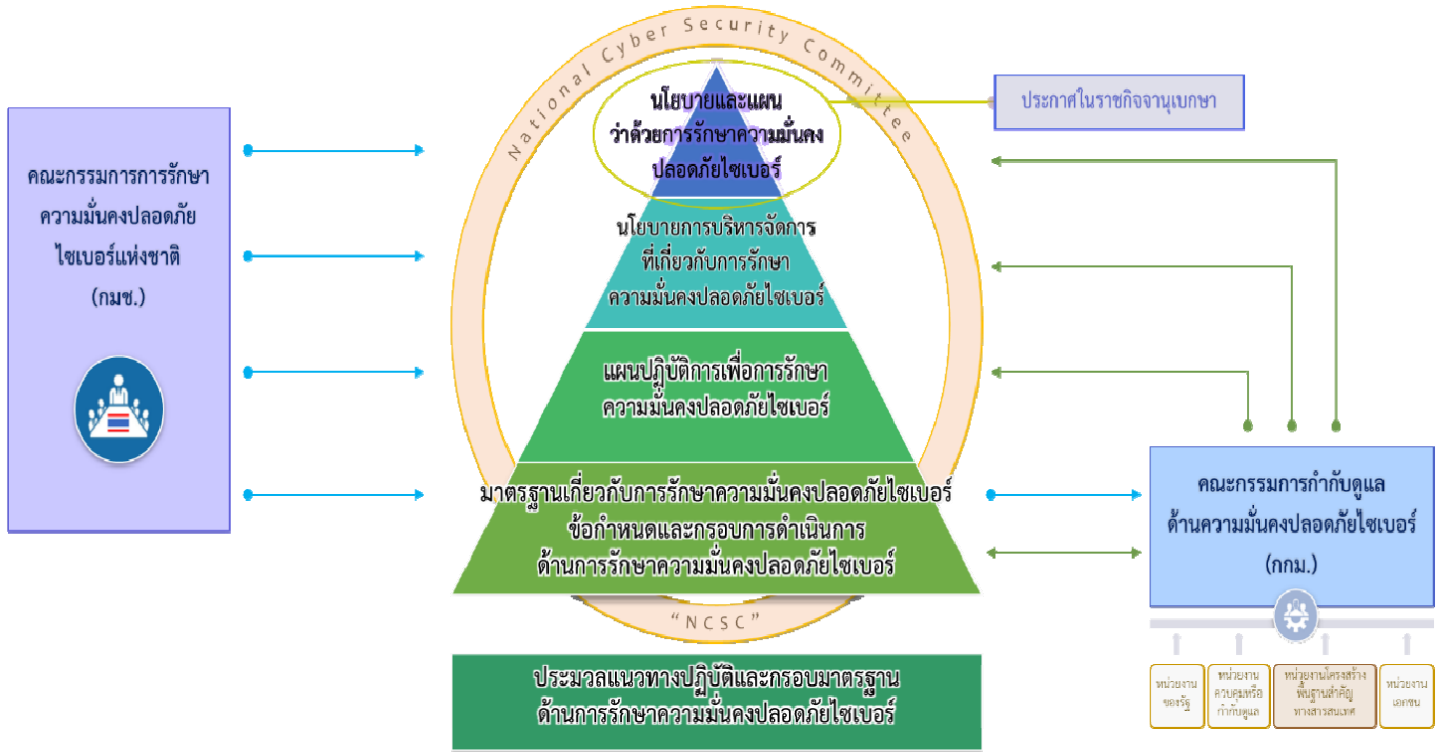 National Cyber Security Committee
นโยบายและแผน
ว่าด้วยการรักษาความมั่นคง
ปลอดภัยไซเบอร์
ประกาศในราชกิจจานุเบกษา
คณะกรรมการการรักษา
ความมั่นคงปลอดภัย
ไซเบอร์แห่งชาติ
(กมช.)
นโยบายการบริหารจัดการ
ที่เกี่ยวกับการรักษา
ความมั่นคงปลอดภัยไซเบอร์
แผนปฏิบัติการเพื่อการรักษา
ความมั่นคงปลอดภัยไซเบอร์
มาตรฐานเกี่ยวกับการรักษาความมั่นคงปลอดภัยไซเบอร์
ข้อกำหนดและกรอบการดำเนินการ
ด้านการรักษาความมั่นคงปลอดภัยไซเบอร์
คณะกรรมการกำกับดูแล
ด้านความมั่นคงปลอดภัยไซเบอร์
(กกม.)
"NCSC"
ประมวลแนวทางปฏิบัติและกรอบมาตรฐาน
ด้านการรักษาความมั่นคงปลอดภัยไซเบอร์
หน่วยงาน
ของรัฐ
หน่วยงาน
ควบคุมหรือ
กำกับดูแล
หน่วยงานโครงสร้าง
พื้นฐานสำคัญ
ทางสารสนเทศ
หน่วยงาน
เอกชน